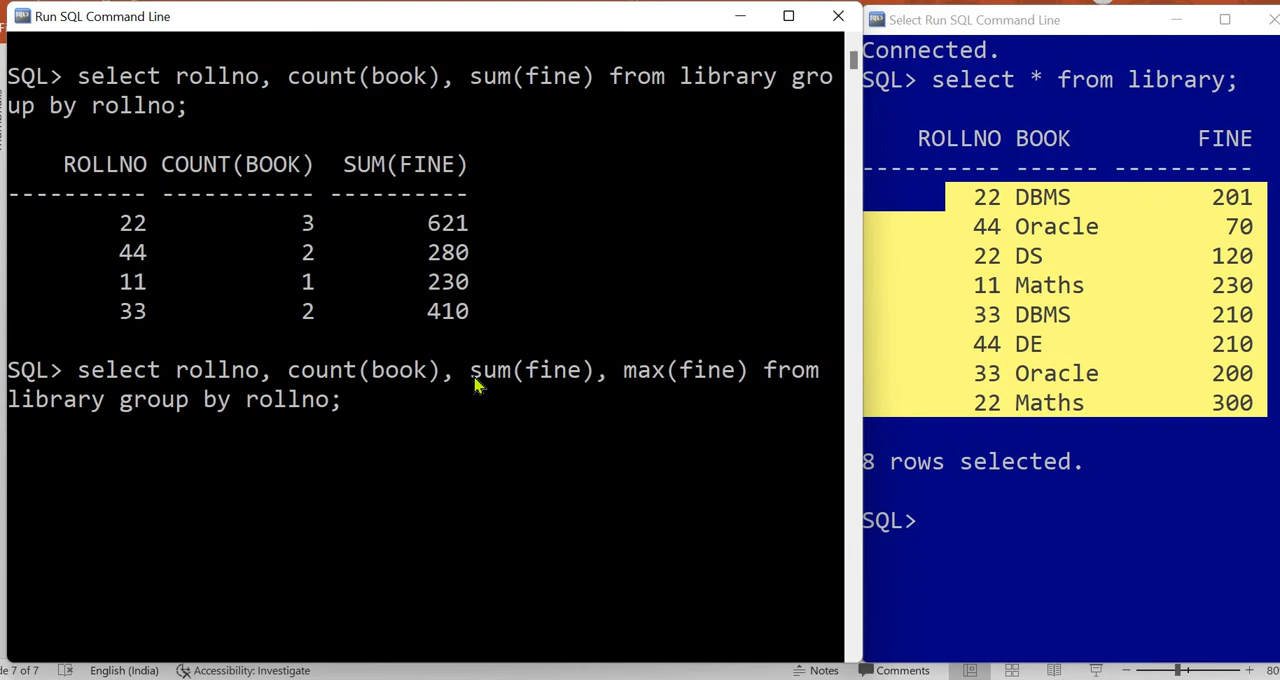 Run SQL Command Line
SQL> select rollno, count(book), sum(fine) from library gro
up by rollno;
ROLLNO COUNT(BOOK) SUM(FINE)
---------- ----------- ----------
22 3 621
44 2 280
11 1 230
33 2 410
SQL> select rollno, count(book), sum(fine), max(fine) from
library group by rollno;
Select Run SQL Command Line
Connected.
SQL> select * from library;
ROLLNO BOOK FINE
---------- ------ ----------
22 DBMS 201
44 Oracle 70
22 DS 120
11 Maths 230
33 DBMS 210
44 DE 210
33 Oracle 200
22 Maths 300
8 rows selected.
SQL>
de 7 of 7 English (India) Accessibility: Investigate Notes Comments